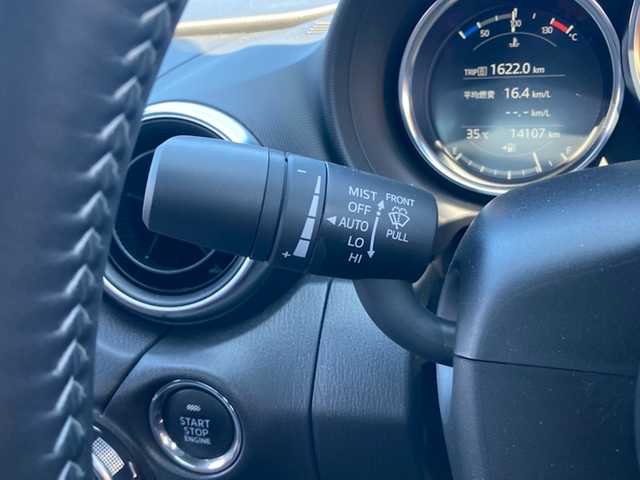 50 100 130 °C
TRIP B 1622.0 km
平均燃費 16.4 km/L
--.- km/L
35 ℃ 14107 km
MIST
OFF
AUTO
LO
HI
FRONT
PULL
− +
START
STOP
ENGINE